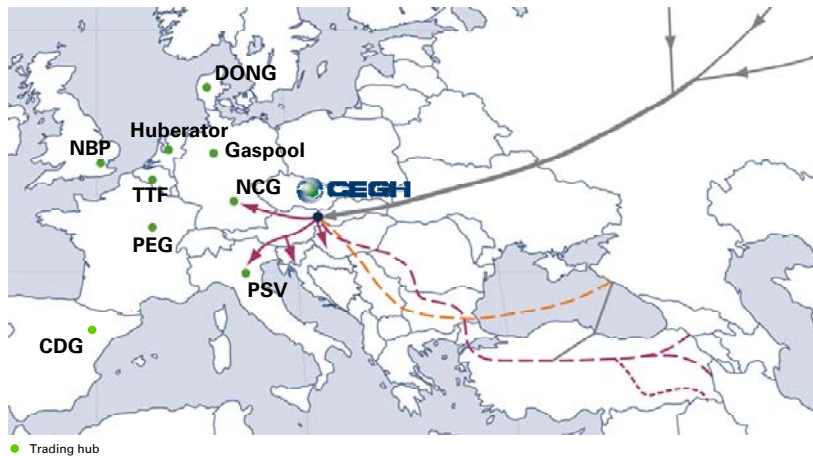 DONG
Huberator
NBP
Gaspool
TTF
NCG
CEGH
PEG
PSV
CDG
Trading hub